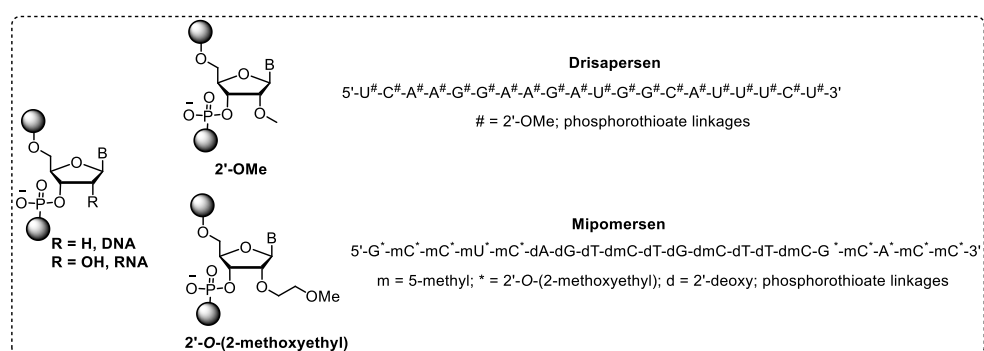 Drisapersen
5'-U#-C#-A#-A#-G#-G#-A#-A#-G#-A#-U#-G#-G#-C#-A#-U#-U#-U#-C#-U#-3'
# = 2'-OMe; phosphorothioate linkages
O
O
B
−
O
O-P-O
O
2'-OMe
O
O
B
−
O
O-P-O
R
R = H, DNA
R = OH, RNA
Mipomersen
5'-G*-mC*-mC*-mU*-mC*-dA-dG-dT-dmC-dT-dG-dmC-dT-dT-dmC-G *-mC*-A*-mC*-mC*-3'
m = 5-methyl; * = 2'-O-(2-methoxyethyl); d = 2'-deoxy; phosphorothioate linkages
O
O
B
−
O
O-P-O
O
OMe
2'-O-(2-methoxyethyl)